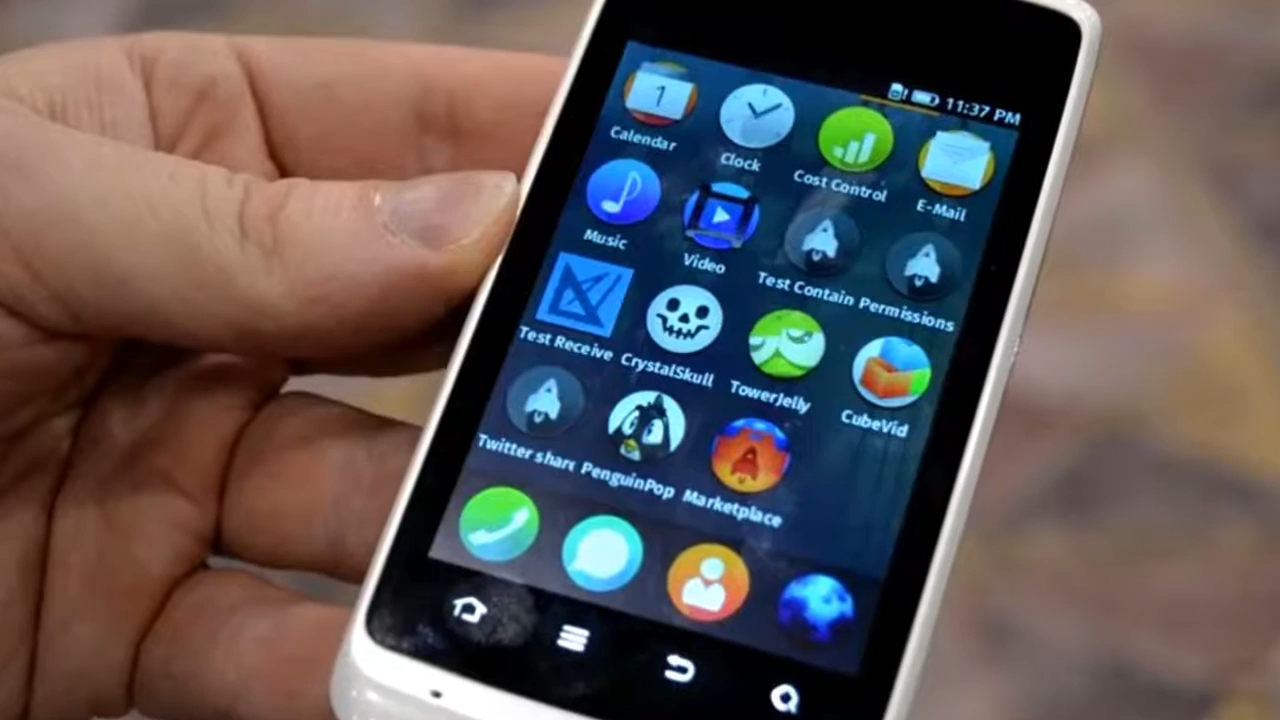 11:37 PM
1
Calendar
Clock
Cost Control
E-Mail
Music
Video
Test Contain
Permissions
Test Receive
CrystalSkull
TowerJelly
CubeVid
Twitter shar
PenguinPop
Marketplace